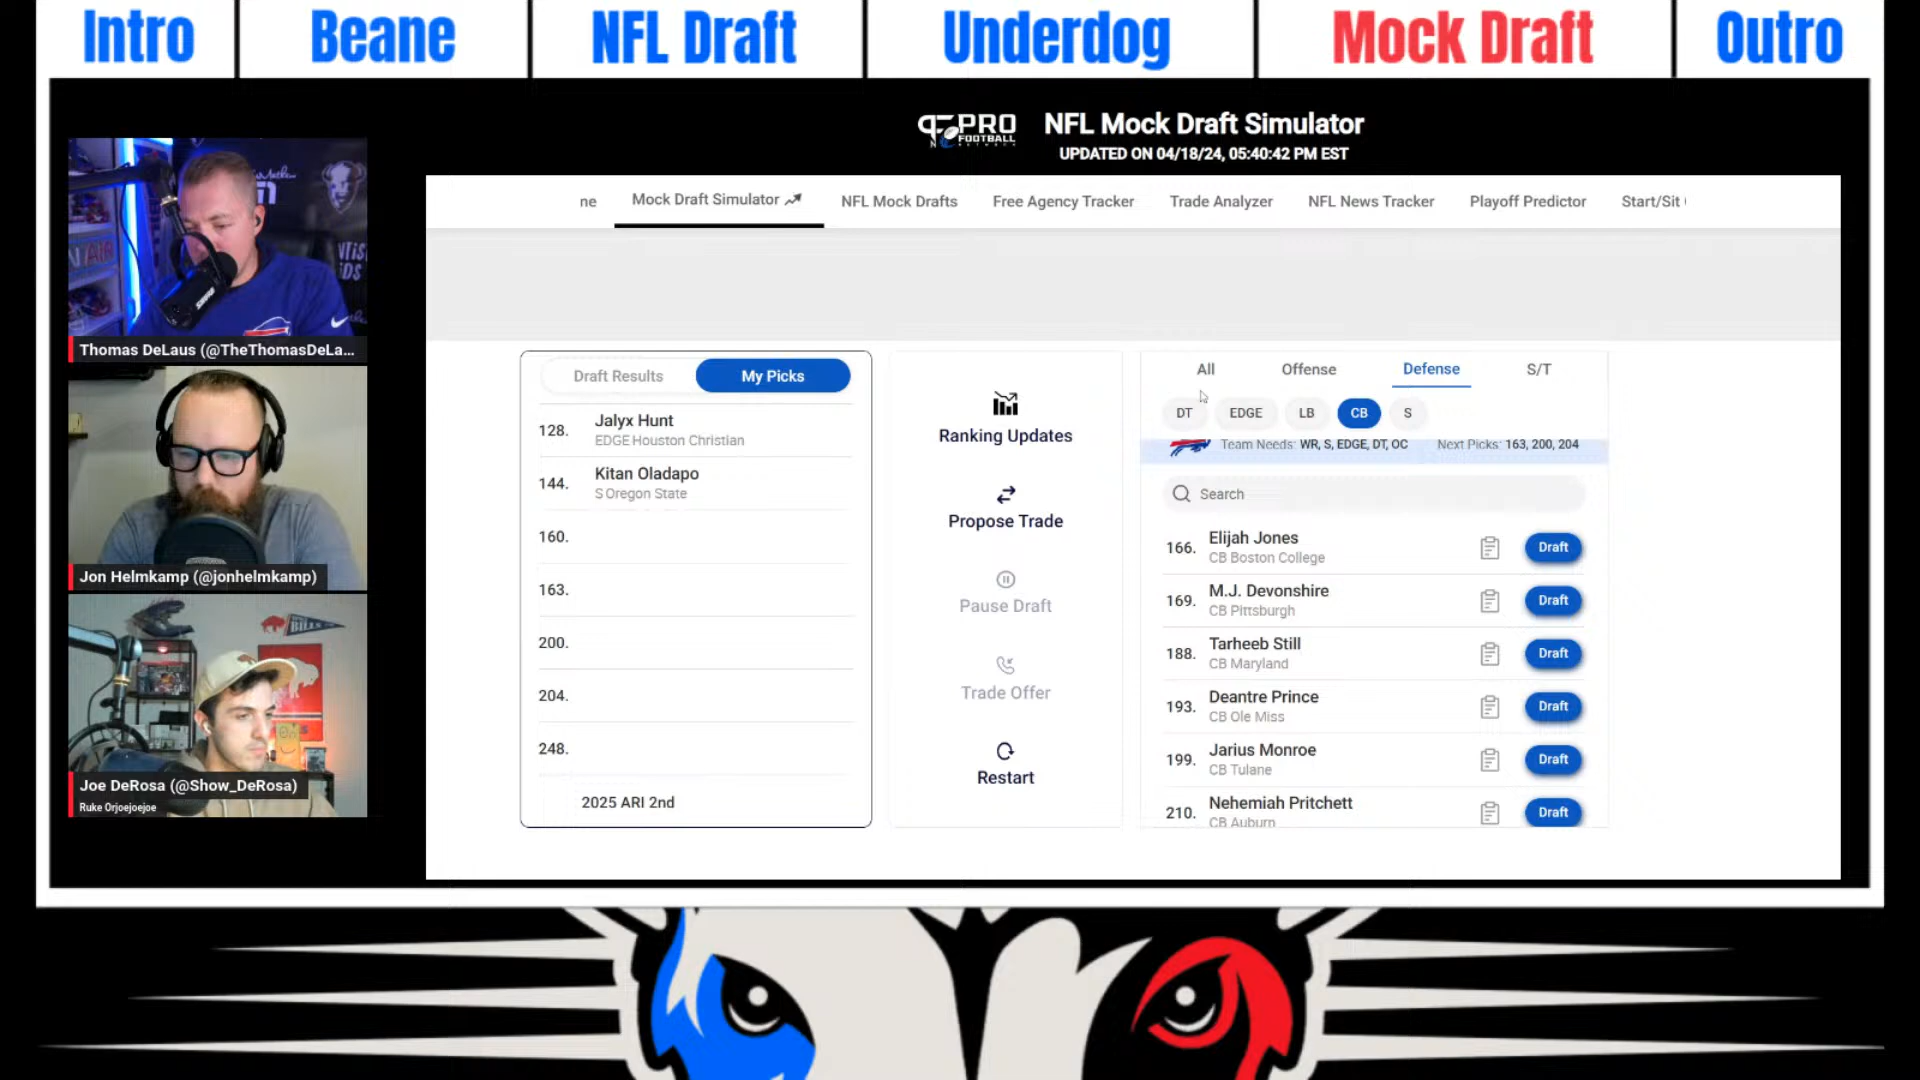 Intro
Beane
NFL Draft
Underdog
Mock Draft
Outro
PRO
FOOTBALL
NETWORK
NFL Mock Draft Simulator
UPDATED ON 04/18/24, 05:40:42 PM EST
ne
Mock Draft Simulator
NFL Mock Drafts
Free Agency Tracker
Trade Analyzer
NFL News Tracker
Playoff Predictor
Start/Sit
Thomas DeLaus (@TheThomasDeLa...
Jon Helmkamp (@jonhelmkamp)
BILLS
Joe DeRosa (@Show_DeRosa)
Ruke Orjoejoejoe
Draft Results
My Picks
128. Jalyx Hunt
EDGE Houston Christian
144. Kitan Oladapo
S Oregon State
160.
163.
200.
204.
248.
2025 ARI 2nd
Ranking Updates
Propose Trade
Pause Draft
Trade Offer
Restart
All
Offense
Defense
S/T
DT
EDGE
LB
CB
S
Team Needs: WR, S, EDGE, DT, OC
Next Picks: 163, 200, 204
Search
166. Elijah Jones
CB Boston College
Draft
169. M.J. Devonshire
CB Pittsburgh
Draft
188. Tarheeb Still
CB Maryland
Draft
193. Deantre Prince
CB Ole Miss
Draft
199. Jarius Monroe
CB Tulane
Draft
210. Nehemiah Pritchett
CB Auburn
Draft